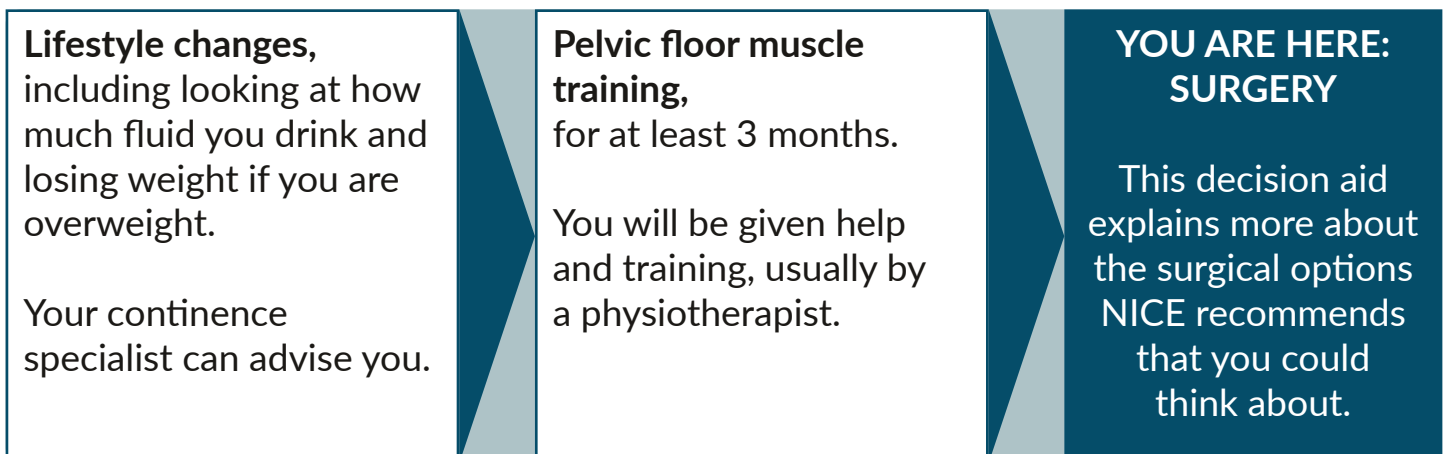 Lifestyle changes,
including looking at how
much fluid you drink and
losing weight if you are
overweight.
Your continence
specialist can advise you.
Pelvic floor muscle
training,
for at least 3 months.
You will be given help
and training, usually by
a physiotherapist.
YOU ARE HERE:
SURGERY
This decision aid
explains more about
the surgical options
NICE recommends
that you could
think about.